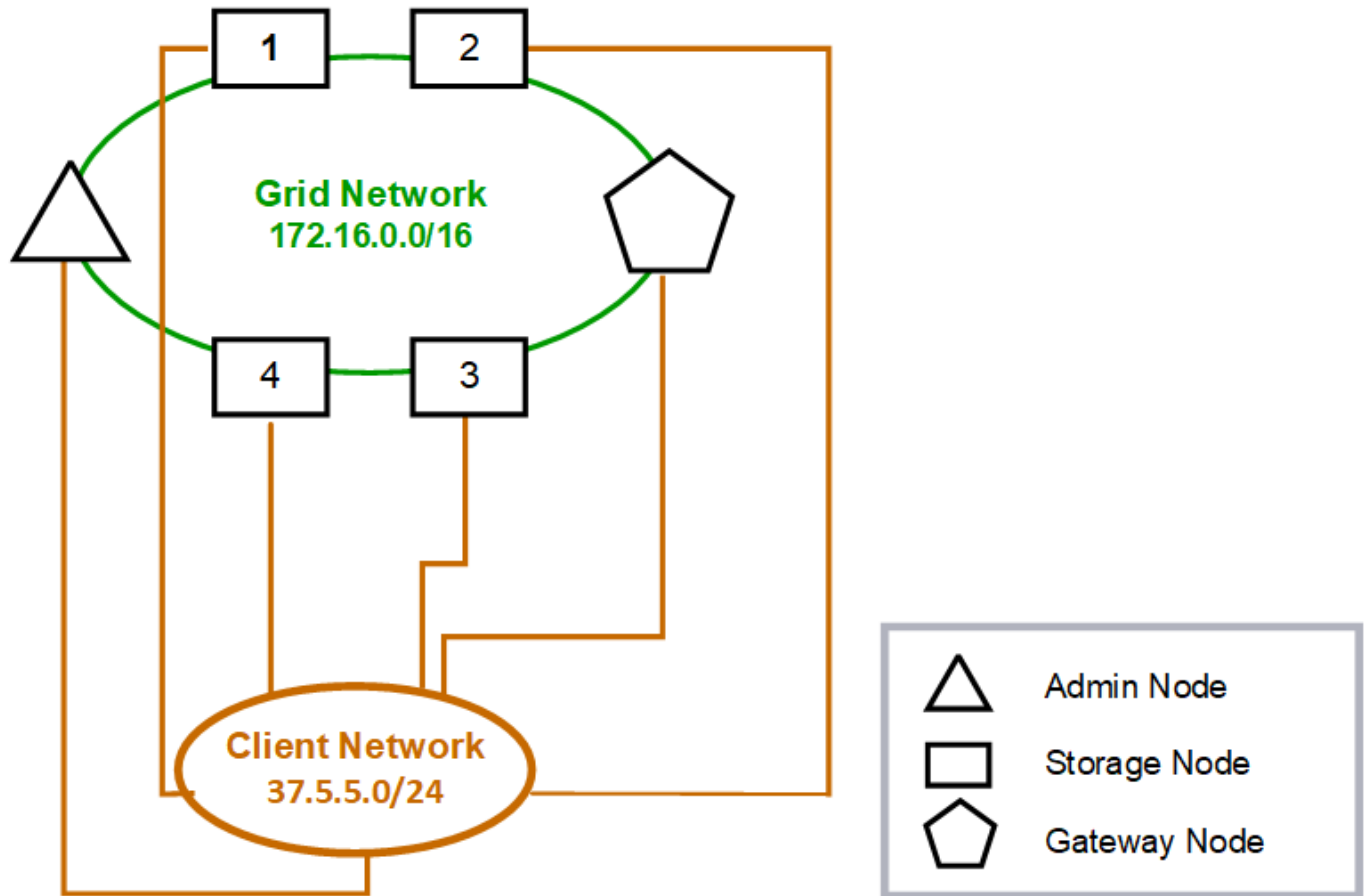 1
2
Grid Network
172.16.0.0/16
4
3
Client Network
37.5.5.0/24
Admin Node
Storage Node
Gateway Node